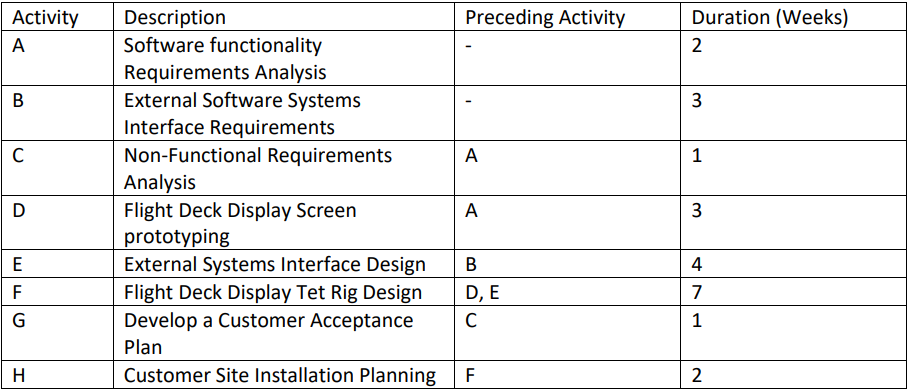 Activity Description Preceding Activity Duration (Weeks)
A Software functionality - 2
Requirements Analysis
B External Software Systems - 3
Interface Requirements
C Non-Functional Requirements A 1
Analysis
D Flight Deck Display Screen A 3
prototyping
E External Systems Interface Design B 4
F Flight Deck Display Tet Rig Design D, E 7
G Develop a Customer Acceptance C 1
Plan
H Customer Site Installation Planning F 2